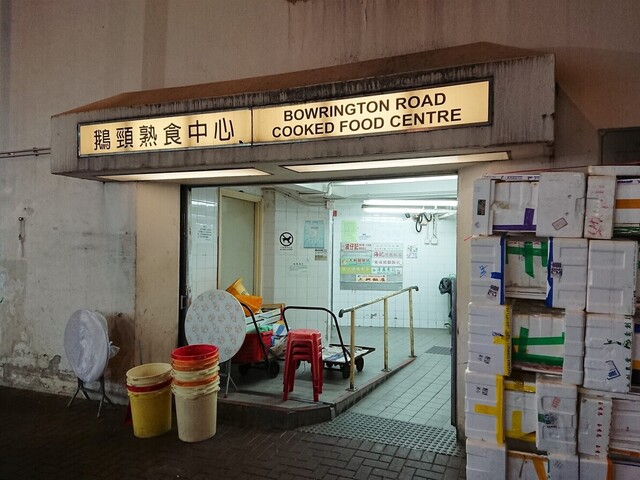 鵝頸熟食中心
BOWRINGTON ROAD
COOKED FOOD CENTRE